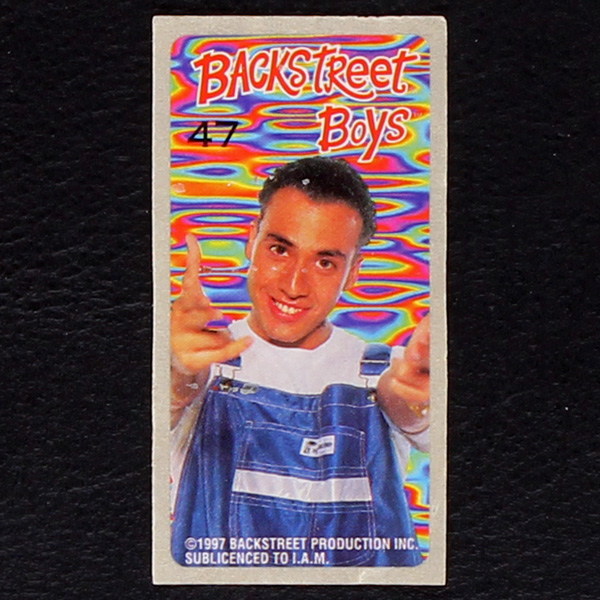 BACKSTREET
BOYS
47
©1997 BACKSTREET PRODUCTION INC.
SUBLICENCED TO I.A.M.